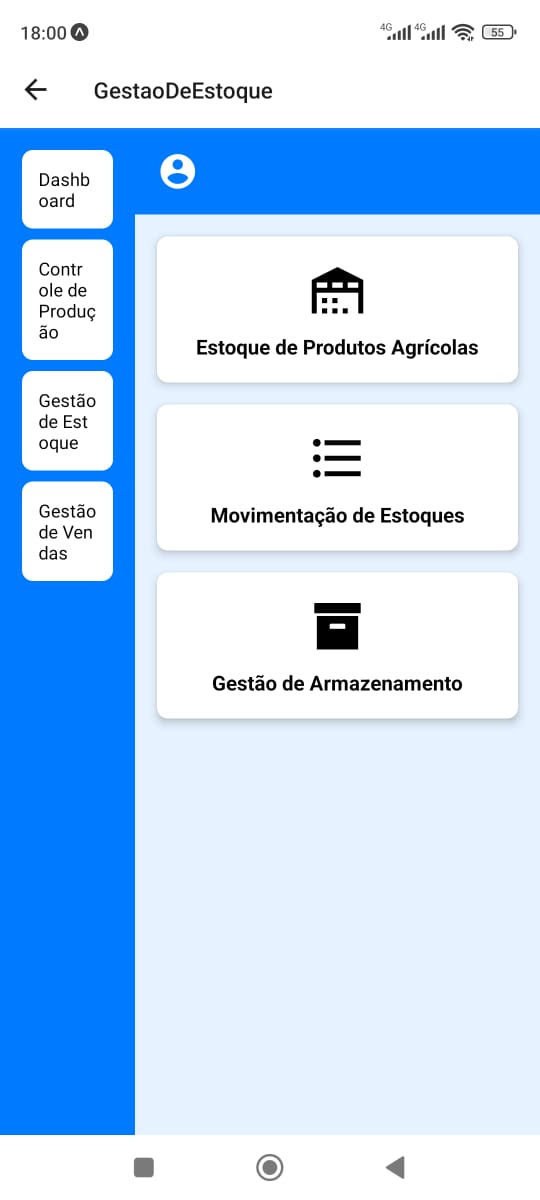 18:00
4G 4G 55
GestaoDeEstoque
Dashb
oard
Contr
ole de
Produç
ão
Gestão
de Est
oque
Gestão
de Ven
das
Estoque de Produtos Agrícolas
Movimentação de Estoques
Gestão de Armazenamento